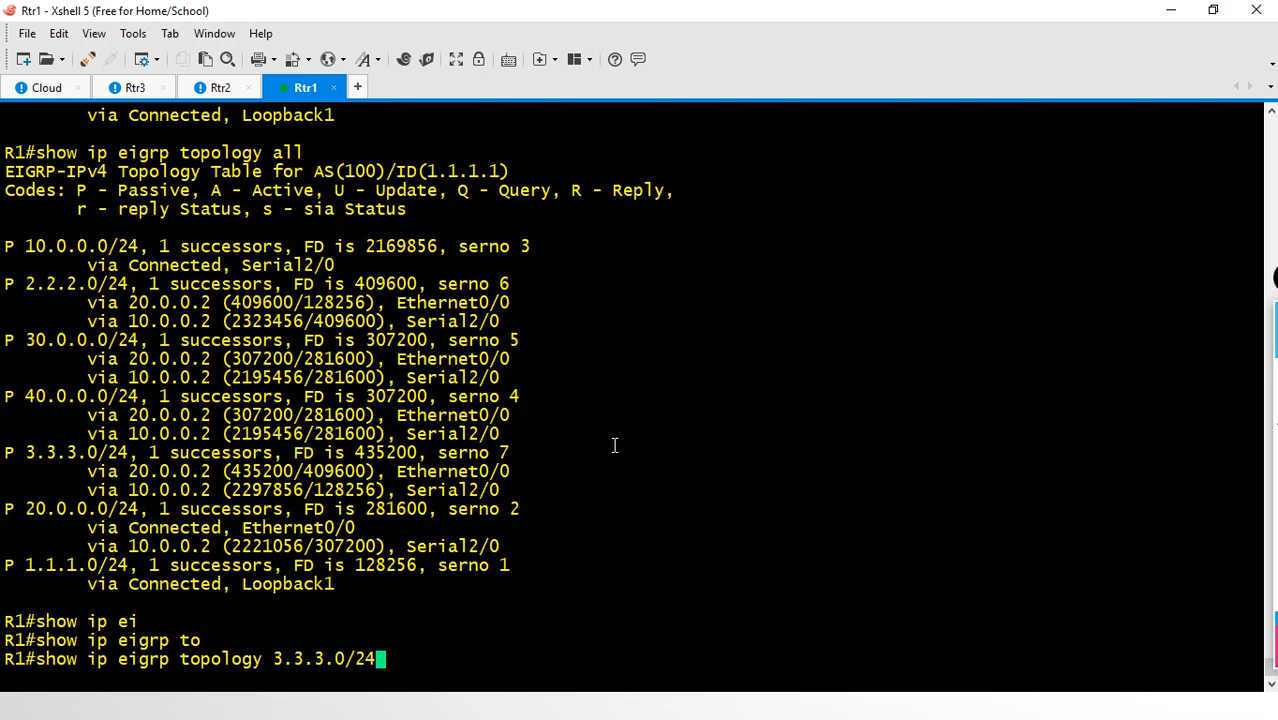 Rtr1 - Xshell 5 (Free for Home/School)
File Edit View Tools Tab Window Help
Cloud Rtr3 Rtr2 Rtr1
via Connected, Loopback1
R1#show ip eigrp topology all
EIGRP-IPv4 Topology Table for AS(100)/ID(1.1.1.1)
Codes: P - Passive, A - Active, U - Update, Q - Query, R - Reply,
r - reply Status, s - sia Status
P 10.0.0.0/24, 1 successors, FD is 2169856, serno 3
via Connected, Serial2/0
P 2.2.2.0/24, 1 successors, FD is 409600, serno 6
via 20.0.0.2 (409600/128256), Ethernet0/0
via 10.0.0.2 (2323456/409600), Serial2/0
P 30.0.0.0/24, 1 successors, FD is 307200, serno 5
via 20.0.0.2 (307200/281600), Ethernet0/0
via 10.0.0.2 (2195456/281600), Serial2/0
P 40.0.0.0/24, 1 successors, FD is 307200, serno 4
via 20.0.0.2 (307200/281600), Ethernet0/0
via 10.0.0.2 (2195456/281600), Serial2/0
P 3.3.3.0/24, 1 successors, FD is 435200, serno 7
via 20.0.0.2 (435200/409600), Ethernet0/0
via 10.0.0.2 (2297856/128256), Serial2/0
P 20.0.0.0/24, 1 successors, FD is 281600, serno 2
via Connected, Ethernet0/0
via 10.0.0.2 (2221056/307200), Serial2/0
P 1.1.1.0/24, 1 successors, FD is 128256, serno 1
via Connected, Loopback1
R1#show ip ei
R1#show ip eigrp to
R1#show ip eigrp topology 3.3.3.0/24